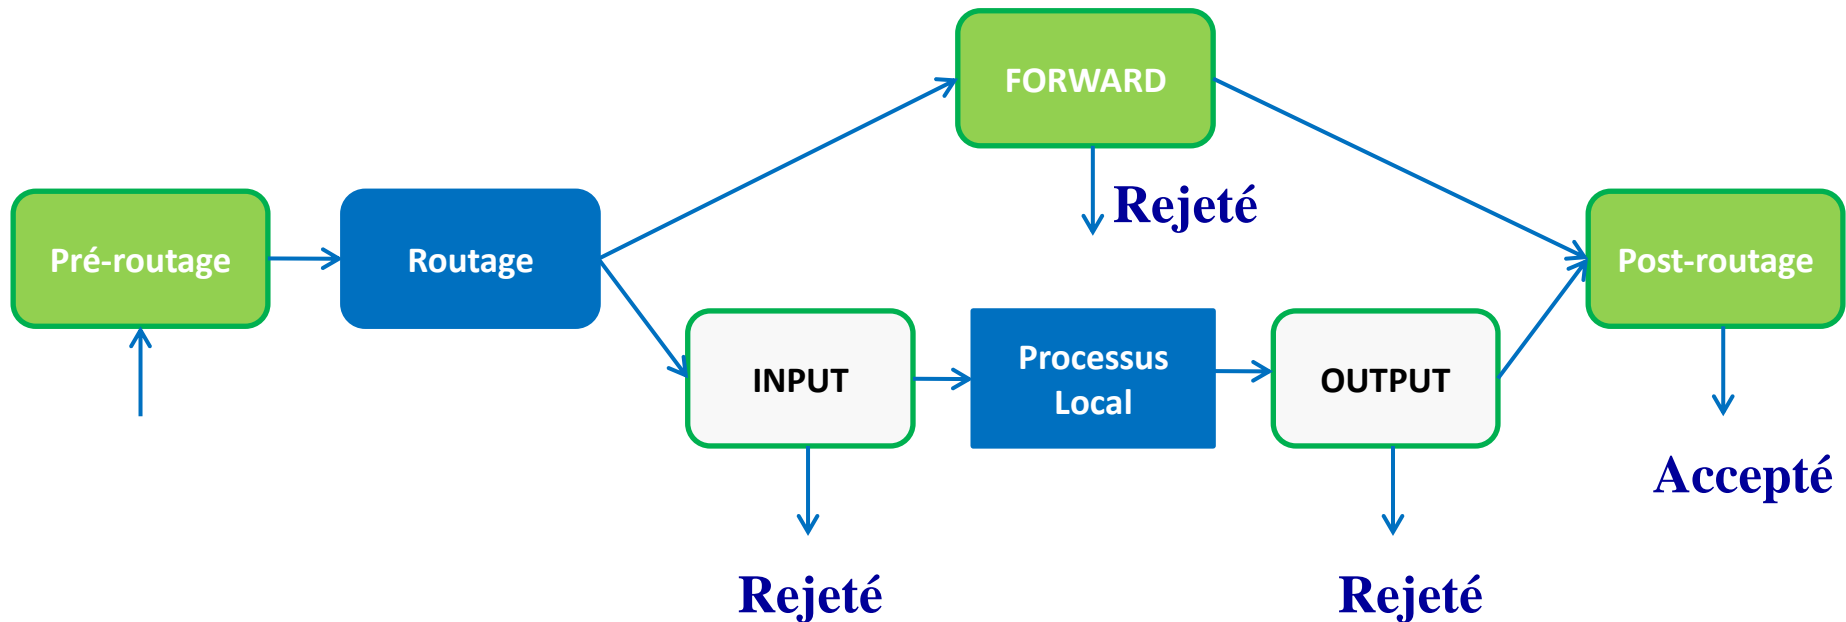 FORWARD
Rejeté
Pré-routage
Routage
Post-routage
INPUT
Processus
Local
OUTPUT
Accepté
Rejeté
Rejeté